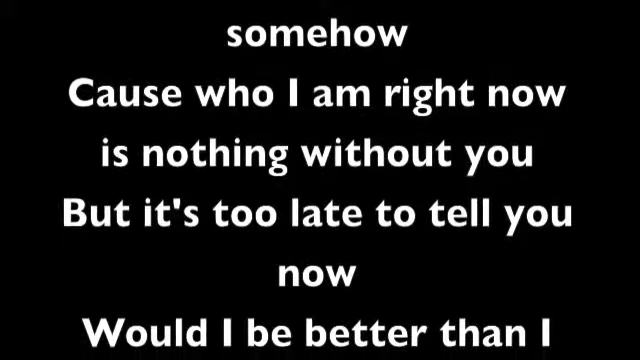 somehow
Cause who I am right now
is nothing without you
But it's too late to tell you
now
Would I be better than I